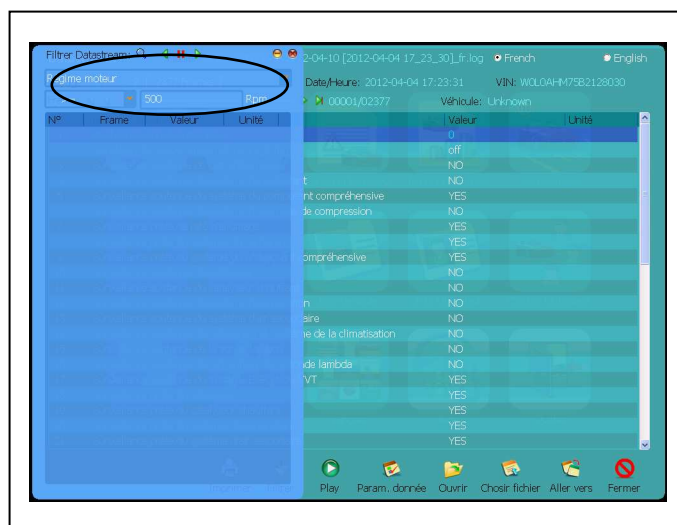 Filtrer Datastream:
2-04-10 [2012-04-04 17_23_30]_fr.log French English
Régime moteur
Date/Heure: 2012-04-04 17:23:31 VIN: W0L0AHM75B2128030
500 Rpm
00001/02377 Véhicule: Unknown
N° Frame Valeur Unité
Valeur Unité
0
off
NO
t NO
nt compréhensive YES
de compression NO
YES
YES
ompréhensive YES
NO
NO
n NO
aire NO
ne de la climatisation NO
NO
de lambda NO
VT YES
YES
YES
YES
YES
Play Param. donnée Ouvrir Chosir fichier Aller vers Fermer